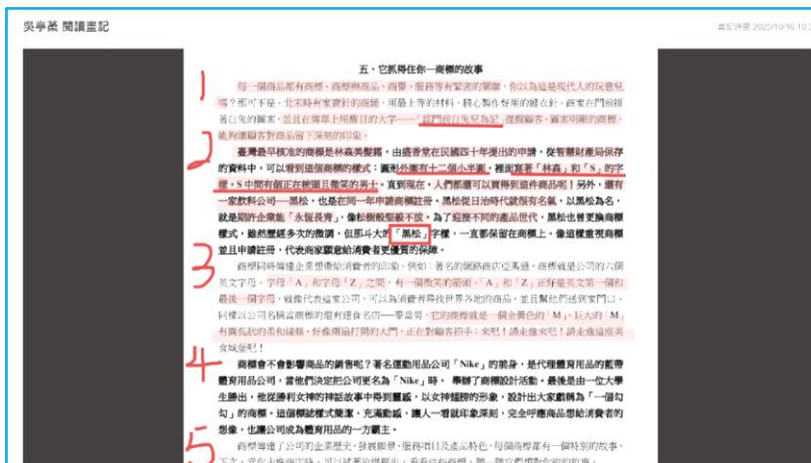 吳亭葇 閱讀畫記
畫記時間 2025/10/16 10:
五、它抓得住你—商標的故事
1
每一個商品都有商標。商標與商品、商譽、服務等有緊密的關聯。你以為這是現代人的玩意兒
嗎?那可不是。北宋時有家賣針的商鋪,用最上等的材料,精心製作好用的縫衣針。商家在門前掛
著白兔的圖案,並且在傳單上用醒目的大字——「認門前白兔兒為記」提醒顧客。圖案明顯的商標,
能夠讓顧客對商品留下深刻的印象。
2
臺灣最早核准的商標是林森美髮霜,由盛香堂在民國四十年提出的申請,從智慧財產局保存
的資料中,可以看到這個商標的樣式:圓形外圍有十二個小半圓,裡面寫著「林森」和「S」的字
樣,S中間有個正在梳頭且微笑的男士。直到現在,人們都還可以買得到這件商品呢!另外,還有
一家飲料公司—黑松,也是在同一年申請商標註冊。黑松從日治時代就很有名氣,以黑松為名,
就是期許企業能「永恆長青」,像松樹般堅毅不拔。為了迎接不同的產品世代,黑松也曾更換商標
樣式,雖然歷經多次的微調,但那斗大的「黑松」字樣,一直都保留在商標上。像這樣重視商標
並且申請註冊,代表商家願意給消費者更優質的保障。
3
商標同時傳達企業想帶給消費者的印象。例如:著名的網路商店亞馬遜,商標就是公司的六個
英文字母。字母「A」和字母「Z」之間,有一個微笑的箭頭。「A」和「Z」正好是英文第一個和
最後一個字母,就像代表這家公司,可以為消費者尋找世界各地的商品,並且幫他們送到家門口。
同樣以公司名稱當商標的還有速食名店——麥當勞,它的商標就是一個金黃色的「M」,巨大的「M」
有圓弧狀的柔和線條,好像兩扇打開的大門,正在對顧客招手:來吧!請走進來吧!請走進這座美
食城堡吧!
4
商標會不會影響商品的銷售呢?著名運動用品公司「Nike」的前身,是代理體育用品的藍帶
體育用品公司,當他們決定把公司更名為「Nike」時,舉辦了商標設計活動。最後是由一位大學
生勝出,他從勝利女神的神話故事中得到靈感,以女神翅膀的形象,設計出大家戲稱為「一個勾
勾」的商標。這個標誌樣式簡潔、充滿動感,讓人一看就印象深刻,完全呼應商品想給消費者的
想像,也讓公司成為體育用品的一方霸主。
5
商標傳達了公司的企業歷史、發展願景、服務項目及產品特色,每個商標都有一個特別的故事。